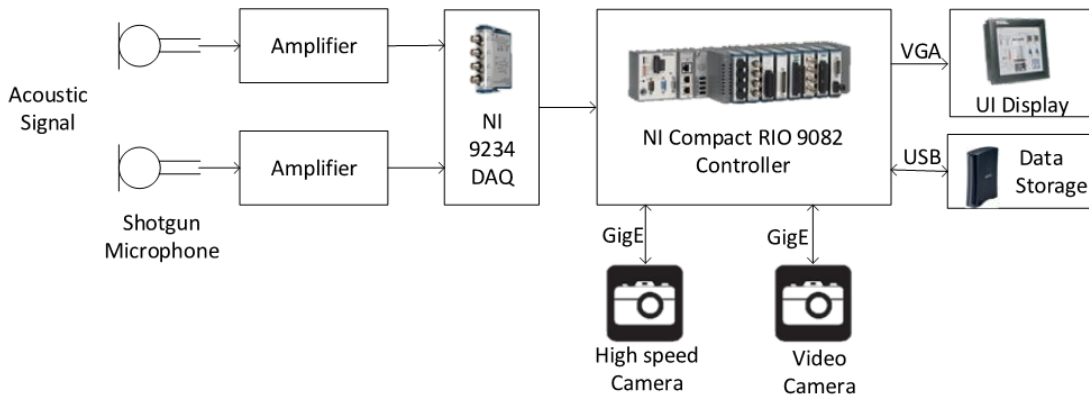 Acoustic
Signal
Amplifier
Amplifier
Shotgun
Microphone
NI
9234
DAQ
NI Compact RIO 9082
Controller
VGA
UI Display
USB
Data
Storage
GigE
GigE
High speed
Camera
Video
Camera